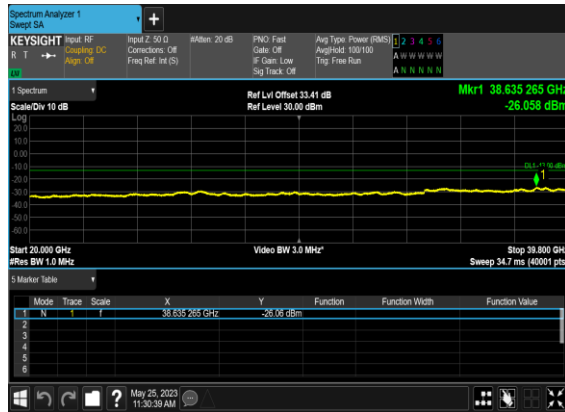 Spectrum Analyzer 1
Swept SA
+
KEYSIGHT
R T
LV
Input: RF
Coupling: DC
Align: Off
Input Z: 50 Ω
Corrections: Off
Freq Ref: Int (S)
#Atten: 20 dB
PNO: Fast
Gate: Off
IF Gain: Low
Sig Track: Off
Avg Type: Power (RMS)
Avg|Hold: 100/100
Trig: Free Run
1 2 3 4 5 6
A W W W W W
A N N N N N
1 Spectrum
Scale/Div 10 dB
Log
Ref Lvl Offset 33.41 dB
Ref Level 30.00 dBm
Mkr1 38.635 265 GHz
-26.058 dBm
20.0
10.0
0.00
-10.0
-20.0
-30.0
-40.0
-50.0
-60.0
DL1 -13.00 dBm
1
Start 20.000 GHz
#Res BW 1.0 MHz
Video BW 3.0 MHz*
Stop 39.800 GH
Sweep 34.7 ms (40001 pts
5 Marker Table
Mode Trace Scale X Y Function Function Width Function Value
1 N 1 f 38.635 265 GHz -26.06 dBm
2
3
4
5
6
?
May 25, 2023
11:30:39 AM